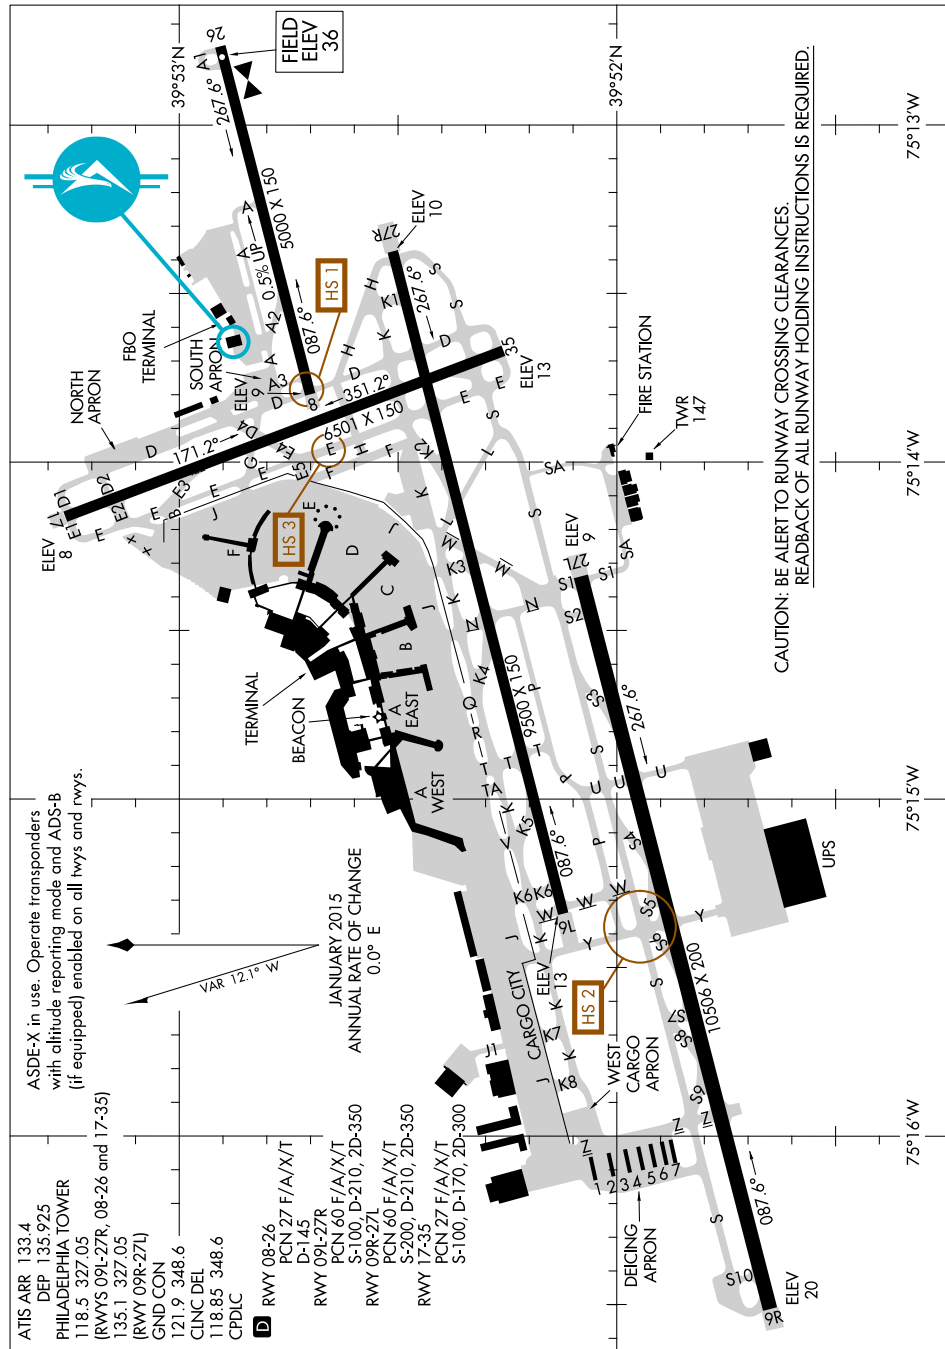 ATIS ARR 133.4
DEP 135.925
PHILADELPHIA TOWER
118.5 327.05
(RWYS 09L-27R, 08-26 and 17-35)
135.1 327.05
(RWY 09R-27L)
GND CON
121.9 348.6
CLNC DEL
118.85 348.6
CPDLC
D
RWY 08-26
PCN 27 F/A/X/T
D-145
RWY 09L-27R
PCN 60 F/A/X/T
S-100, D-210, 2D-350
RWY 09R-27L
PCN 60 F/A/X/T
S-200, D-210, 2D-350
RWY 17-35
PCN 27 F/A/X/T
S-100, D-170, 2D-300
ASDE-X in use. Operate transponders
with altitude reporting mode and ADS-B
(if equipped) enabled on all twys and rwys.
VAR 12.1° W
JANUARY 2015
ANNUAL RATE OF CHANGE
0.0° E
ELEV
8
17
E1
D1
E
E2
D2
E
E3
B
J
E
G
E
D
D4
E4
E5
171.2°
6501 X 150
351.2°
NORTH
APRON
SOUTH
APRON
FBO
TERMINAL
ELEV
9
A3
D
8
HS 1
A
A2
A
A
0.5% UP
087.6°
5000 X 150
267.6°
A1
26
FIELD
ELEV
36
39°53'N
39°52'N
75°13'W
75°14'W
75°15'W
75°16'W
HS 3
E
F
H
F
H
D
H
K
K1
27R
ELEV
10
267.6°
S
S
D
35
ELEV
13
E
E
S
L
K2
K
L
W
W
K3
K
Z
Z
K4
P
Q
R
T
T
T
TA
K
V
K5
P
P
9500 X 150
087.6°
K6
K6
W
W
W
9L
ELEV
13
K
Y
Y
J
K
K7
K
K8
J
J1
CARGO CITY
WEST
CARGO
APRON
TERMINAL
BEACON
F
E
D
C
B
A
EAST
A
WEST
J
J
FIRE STATION
TWR
147
SA
SA
S
ELEV
9
27L
S1
S1
S2
S3
S
267.6°
U
U
U
S4
S5
HS 2
S6
S
S7
S8
S9
10506 X 200
UPS
Z
Z
Z
1
2
3
4
5
6
7
DEICING
APRON
S
S10
087.6°
9R
ELEV
20
CAUTION: BE ALERT TO RUNWAY CROSSING CLEARANCES.
READBACK OF ALL RUNWAY HOLDING INSTRUCTIONS IS REQUIRED.